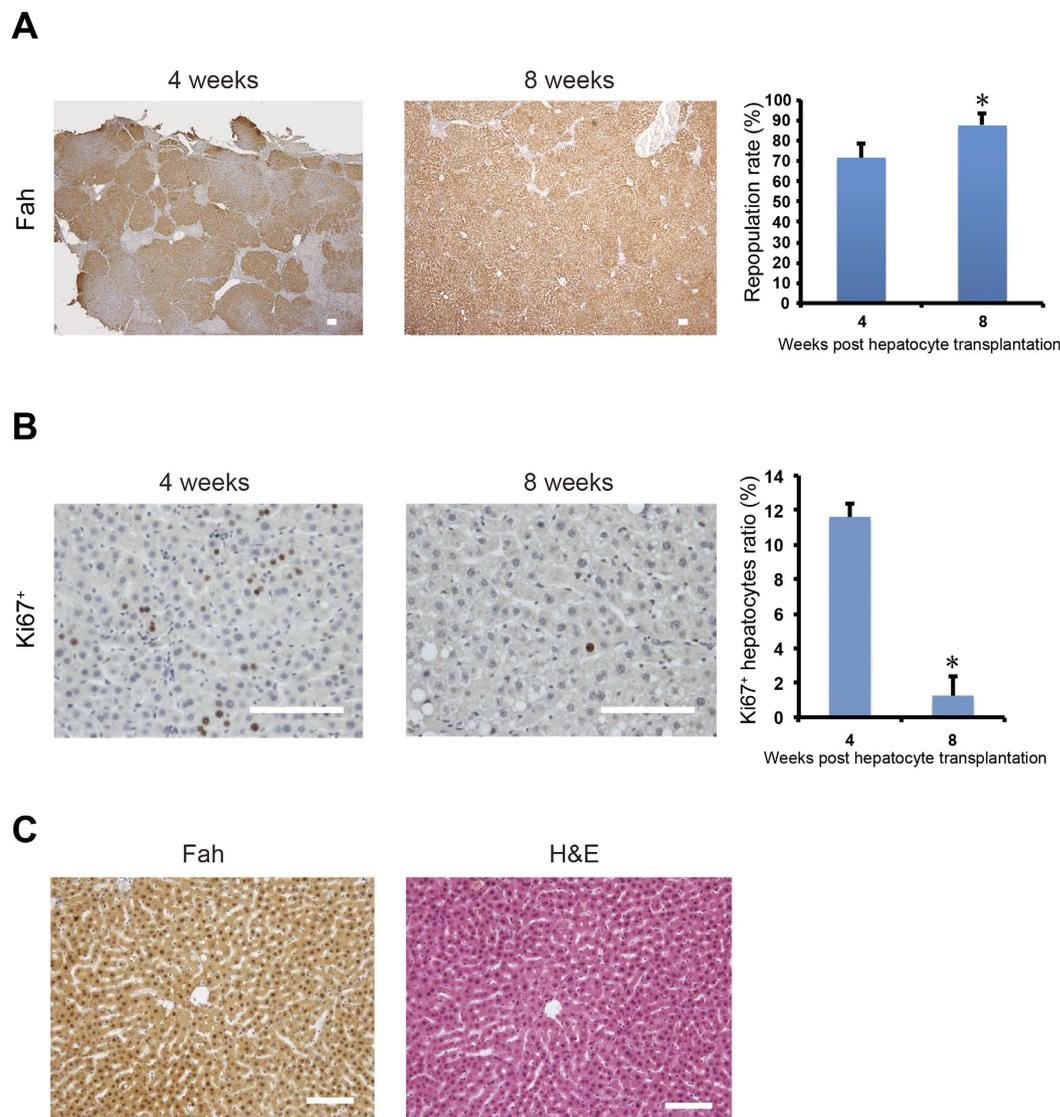 A
4 weeks
8 weeks
Fah
Repopulation rate (%)
100
90
80
70
60
50
40
30
20
10
0
*
4
8
Weeks post hepatocyte transplantation
B
4 weeks
8 weeks
Ki67⁺
Ki67⁺ hepatocytes ratio (%)
14
12
10
8
6
4
2
0
*
4
8
Weeks post hepatocyte transplantation
C
Fah
H&E